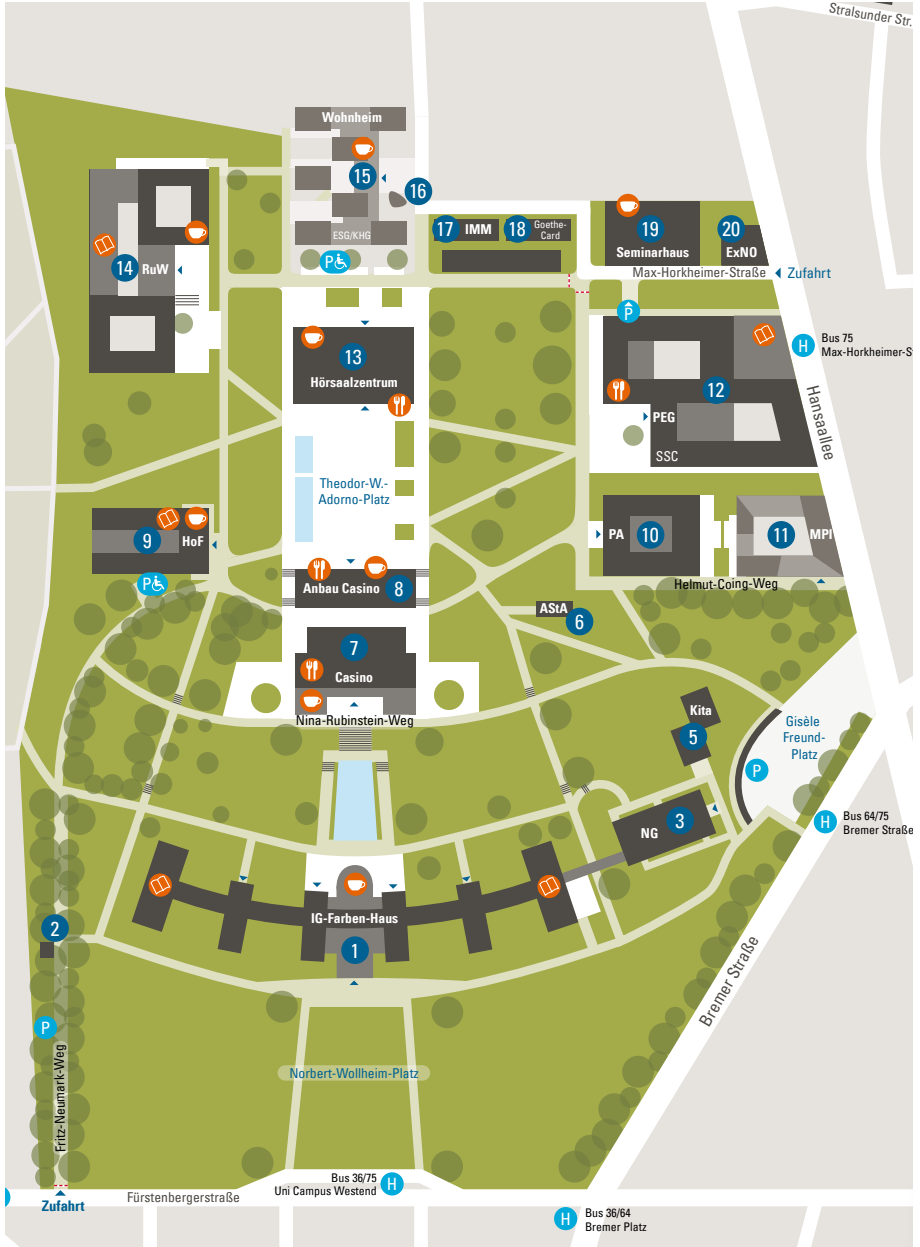 Stralsunder Str.
Wohnheim
15
16
ESG/KHG
P
17
IMM
18
Goethe-
Card
19
Seminarhaus
20
ExNO
Max-Horkheimer-Straße
Zufahrt
14
RuW
13
Hörsaalzentrum
P
H
Bus 75
Max-Horkheimer-St
12
PEG
SSC
Hansaallee
Theodor-W.-
Adorno-Platz
9
HoF
P
PA
10
11
MPI
Helmut-Coing-Weg
Anbau Casino
8
AStA
6
7
Casino
Nina-Rubinstein-Weg
Kita
5
Gisèle
Freund-
Platz
P
NG
3
H
Bus 64/75
Bremer Straße
IG-Farben-Haus
1
2
P
Fritz-Neumark-Weg
Bremer Straße
Norbert-Wollheim-Platz
Bus 36/75
Uni Campus Westend
H
Zufahrt
Fürstenbergerstraße
H
Bus 36/64
Bremer Platz